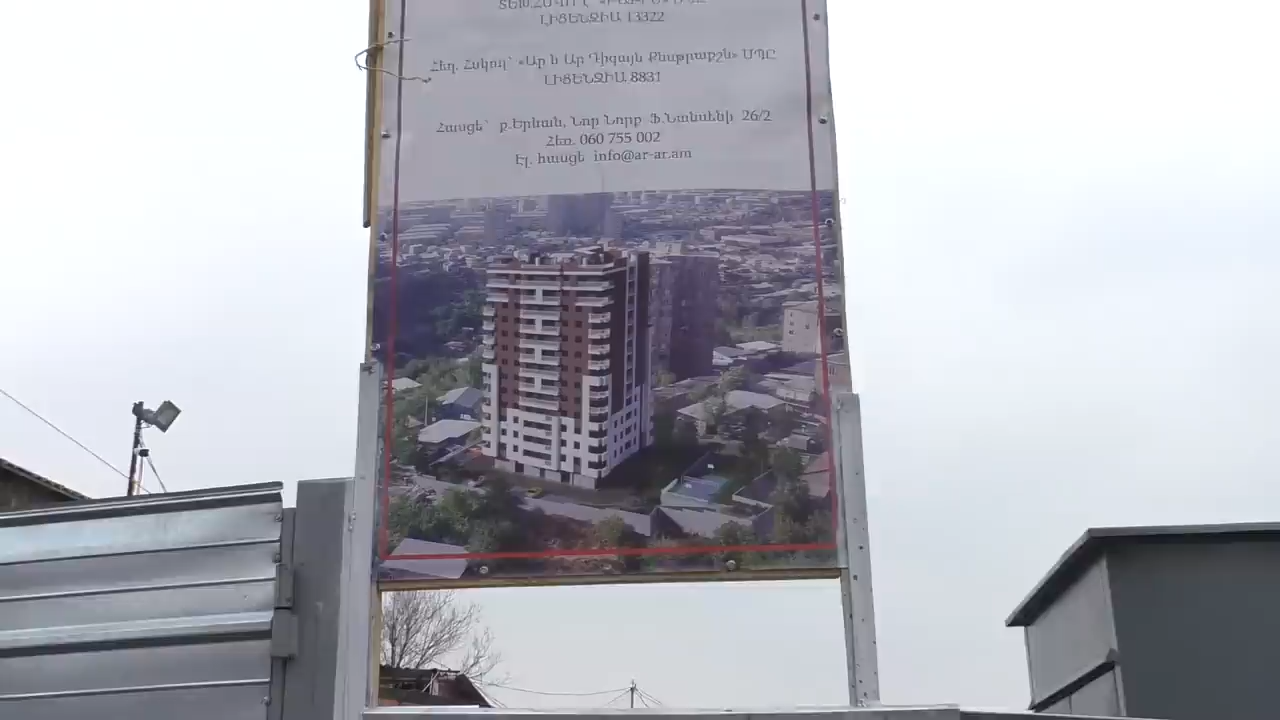 ԼԻՑԵՆԶԻԱ 13322
Հեղ. Հսկող՝ «Ար և Ար Դիզայն Քնսթրաքշն» ՍՊԸ
ԼԻՑԵՆԶԻԱ 8831
Հասցե՝ ք.Երևան, Նոր Նորք Ֆ.Նանսենի 26/2
Հեռ. 060 755 002
Էլ. հասցե info@ar-ar.am